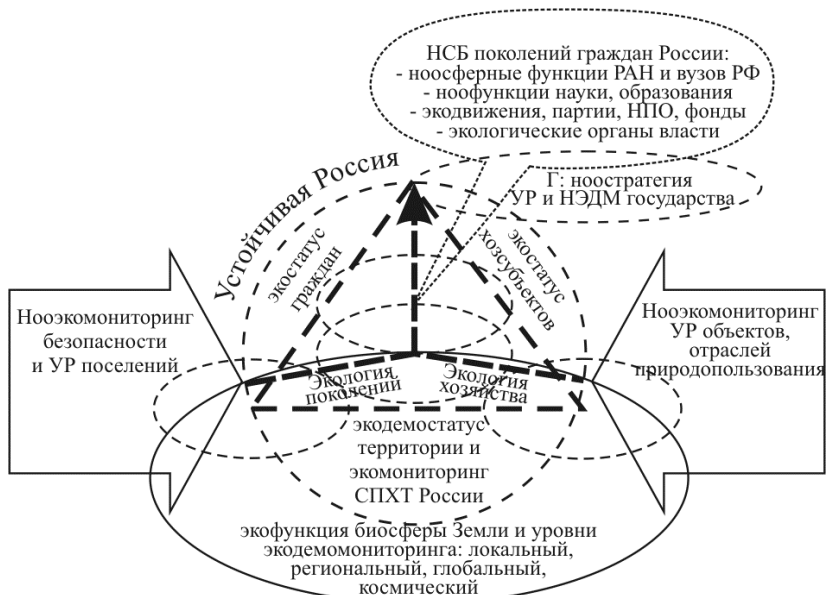 НСБ поколений граждан России:
- ноосферные функции РАН и вузов РФ
- ноофункции науки, образования
- экодвижения, партии, НПО, фонды
- экологические органы власти
Г: ноостратегия
УР и НЭДМ государства
Устойчивая Россия
экостатус
граждан
экостатус
хозсубъектов
Нооэкомониторинг
безопасности
и УР поселений
Нооэкомониторинг
УР объектов,
отраслей
природопользования
Экология
поколений
Экология
хозяйства
экодемостатус
территории и
экомониторинг
СПХТ России
экофункция биосферы Земли и уровни
экодемомониторинга: локальный,
региональный, глобальный,
космический